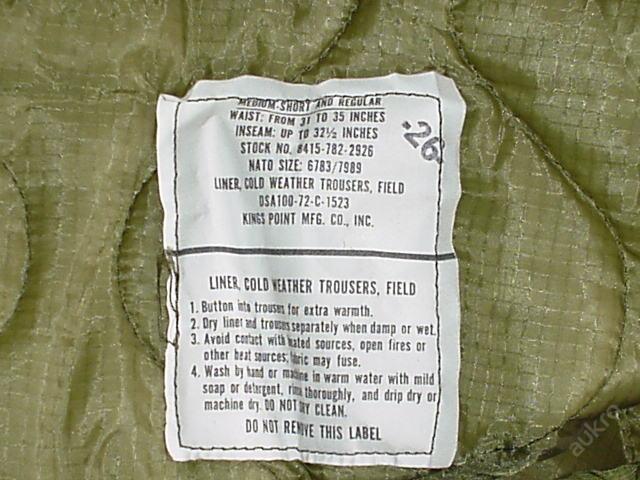 MEDIUM-SHORT AND REGULAR
WAIST: FROM 31 TO 35 INCHES
INSEAM: UP TO 32½ INCHES
STOCK NO. 8415-782-2926
NATO SIZE: 6783/7989
LINER, COLD WEATHER TROUSERS, FIELD
DSA100-72-C-1523
KINGS POINT MFG. CO., INC.
-26
LINER, COLD WEATHER TROUSERS, FIELD
1. Button into trousers for extra warmth.
2. Dry liner and trousers separately when damp or wet.
3. Avoid contact with heated sources, open fires or
other heat sources; fabric may fuse.
4. Wash by hand or machine in warm water with mild
soap or detergent, rinse thoroughly, and drip dry or
machine dry. DO NOT DRY CLEAN.
DO NOT REMOVE THIS LABEL
aukro